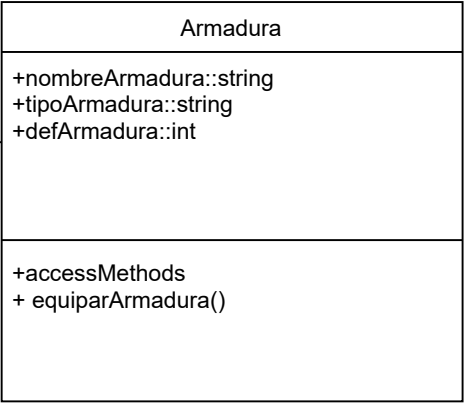 Armadura
+nombreArmadura::string
+tipoArmadura::string
+defArmadura::int
+accessMethods
+ equiparArmadura()